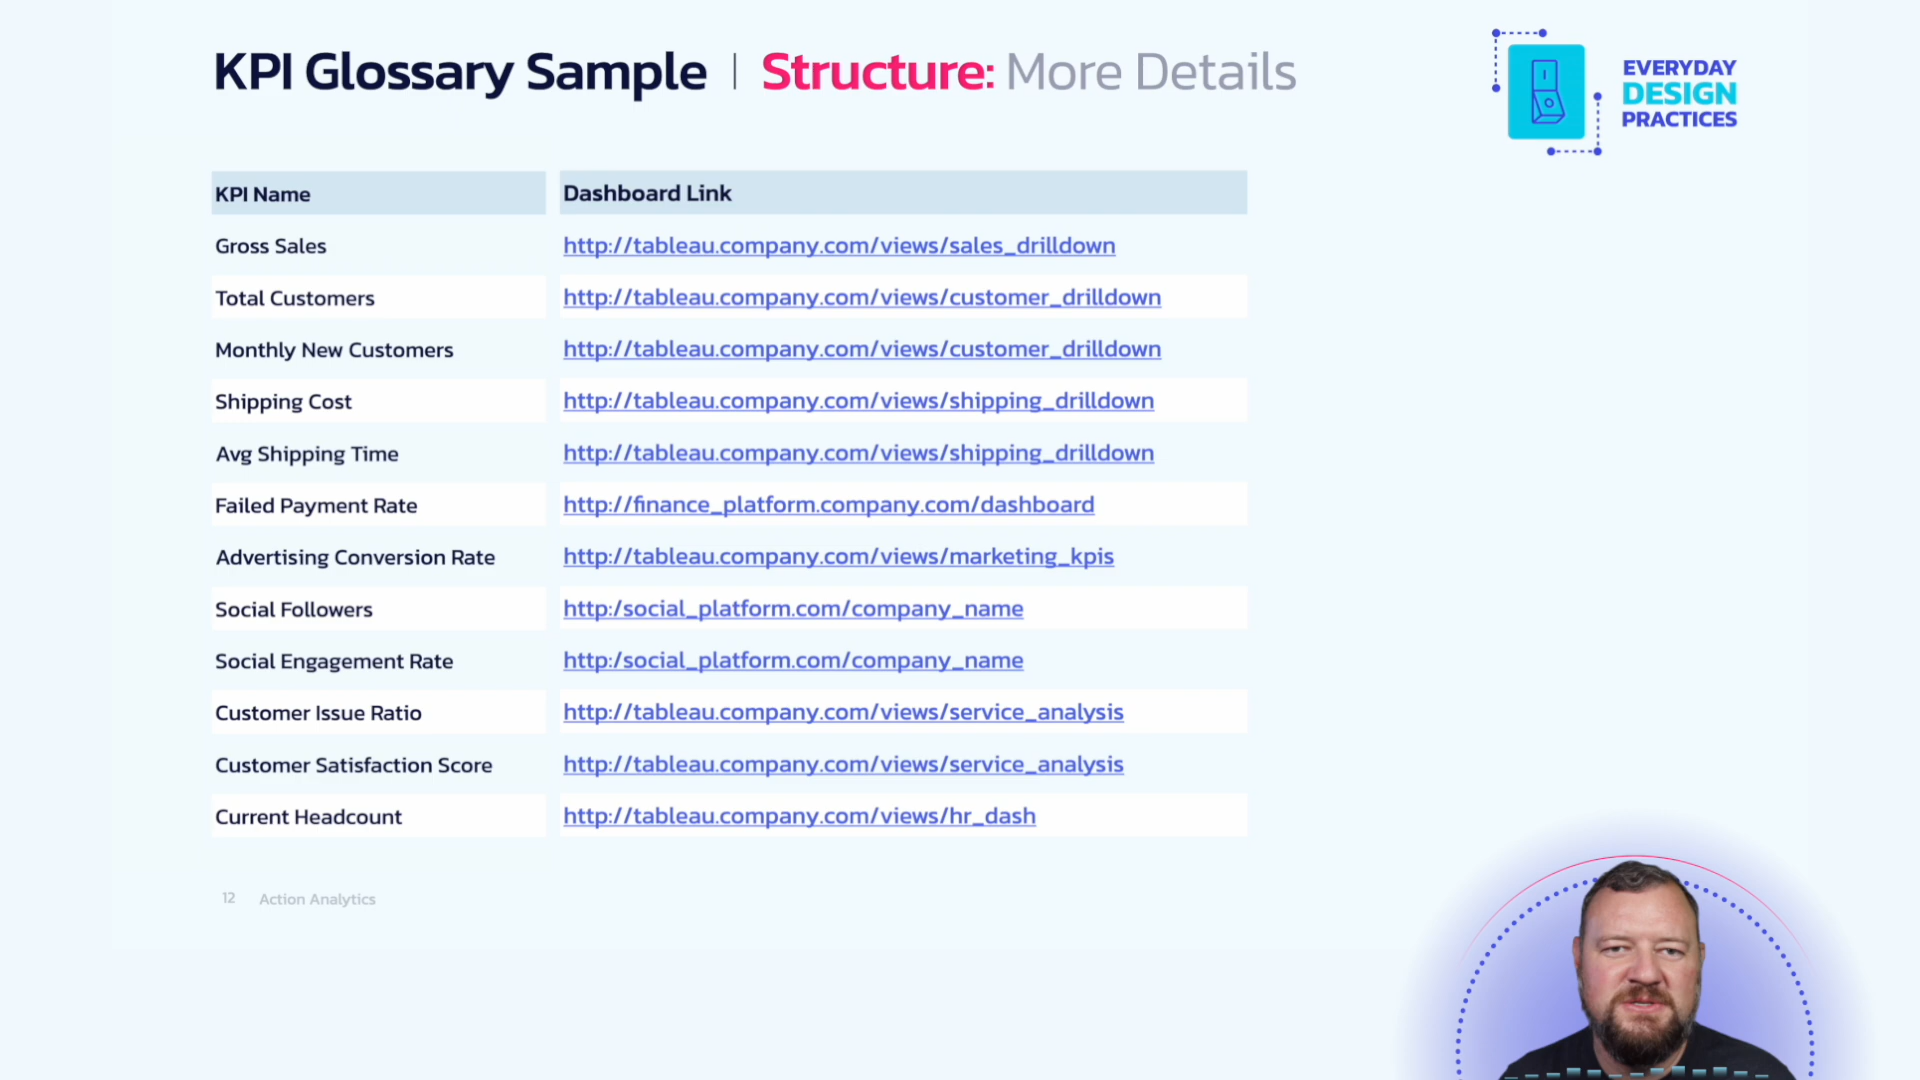 KPI Glossary Sample | Structure: More Details
EVERYDAY
DESIGN
PRACTICES
KPI Name Dashboard Link
Gross Sales http://tableau.company.com/views/sales_drilldown
Total Customers http://tableau.company.com/views/customer_drilldown
Monthly New Customers http://tableau.company.com/views/customer_drilldown
Shipping Cost http://tableau.company.com/views/shipping_drilldown
Avg Shipping Time http://tableau.company.com/views/shipping_drilldown
Failed Payment Rate http://finance_platform.company.com/dashboard
Advertising Conversion Rate http://tableau.company.com/views/marketing_kpis
Social Followers http:/social_platform.com/company_name
Social Engagement Rate http:/social_platform.com/company_name
Customer Issue Ratio http://tableau.company.com/views/service_analysis
Customer Satisfaction Score http://tableau.company.com/views/service_analysis
Current Headcount http://tableau.company.com/views/hr_dash
12 Action Analytics